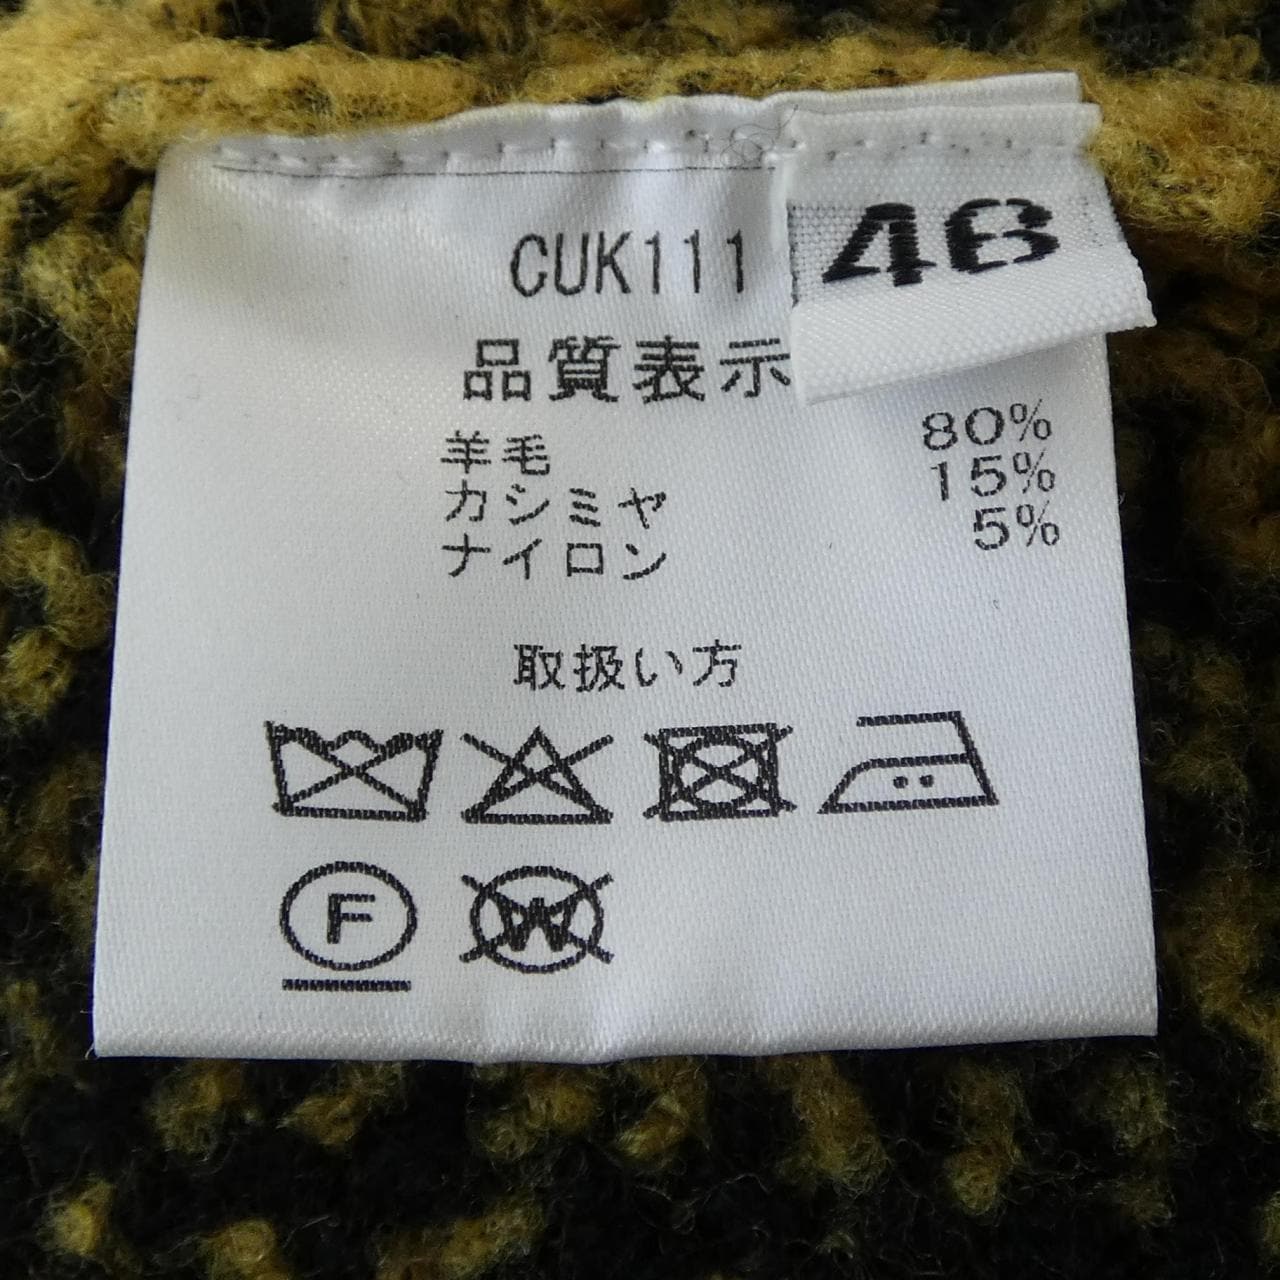 CUK111
46
品質表示
羊毛 80%
カシミヤ 15%
ナイロン 5%
取扱い方
F
W